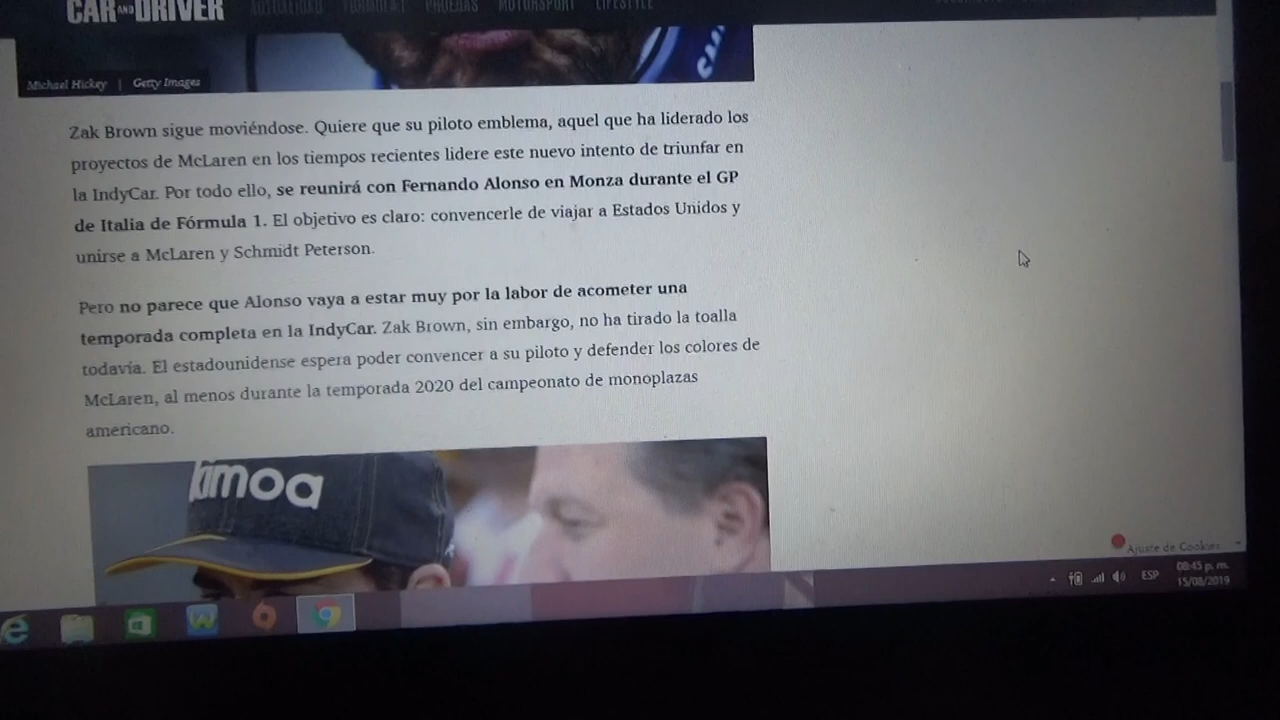 CAR AND DRIVER ACTUALIDAD FÓRMULA 1 PRUEBAS MOTORSPORT LIFESTYLE
Michael Hickey | Getty Images
Zak Brown sigue moviéndose. Quiere que su piloto emblema, aquel que ha liderado los
proyectos de McLaren en los tiempos recientes lidere este nuevo intento de triunfar en
la IndyCar. Por todo ello, se reunirá con Fernando Alonso en Monza durante el GP
de Italia de Fórmula 1. El objetivo es claro: convencerle de viajar a Estados Unidos y
unirse a McLaren y Schmidt Peterson.
Pero no parece que Alonso vaya a estar muy por la labor de acometer una
temporada completa en la IndyCar. Zak Brown, sin embargo, no ha tirado la toalla
todavía. El estadounidense espera poder convencer a su piloto y defender los colores de
McLaren, al menos durante la temporada 2020 del campeonato de monoplazas
americano.
kimoa
Ajuste de Cookies
ESP
08:45 p. m.
15/08/2019